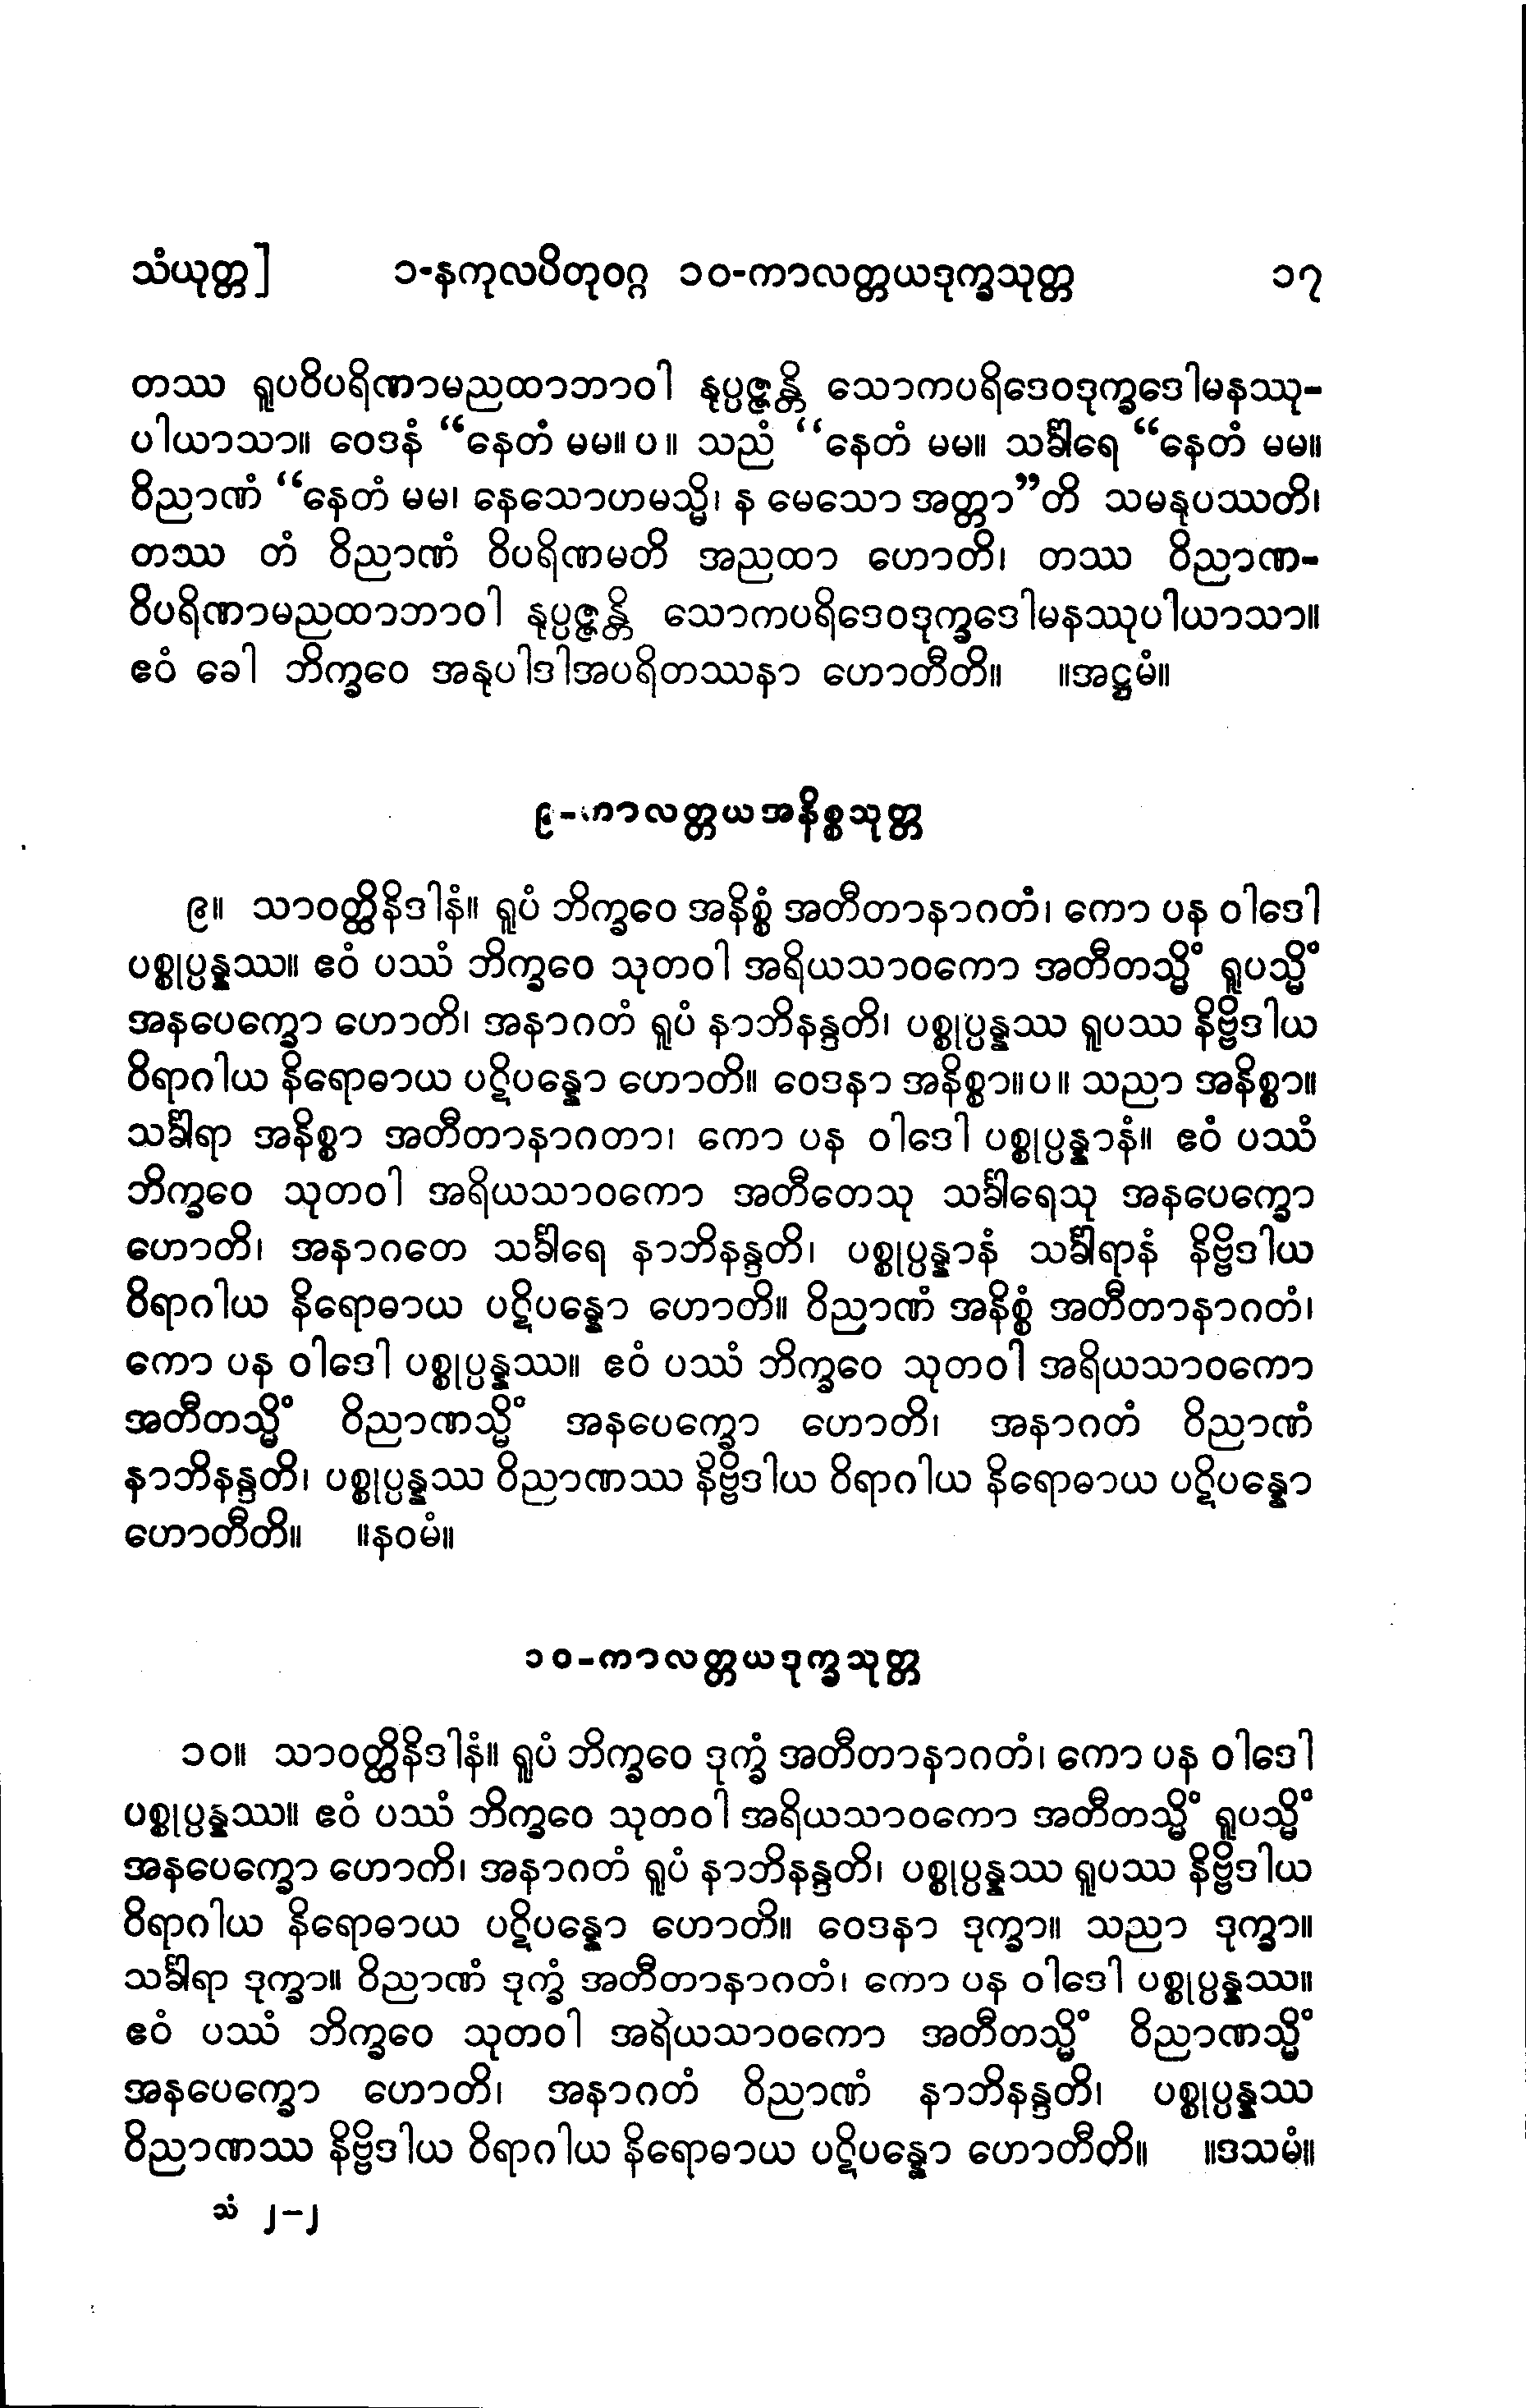 သံယုတ္တ] ၁-နကုလပိတုဝဂ္ဂ ၁၀-ကာလတ္တယဒုက္ခသုတ္တ ၁၇
တဿ ရူပဝိပရိဏာမညထာဘာဝါ နုပ္ပဇ္ဇန္တိ သောကပရိဒေဝဒုက္ခဒေါမနဿု-
ပါယာသာ။ ဝေဒနံ “နေတံ မမ။ပ။ သညံ “နေတံ မမ။ သင်္ခါရေ “နေတံ မမ။
ဝိညာဏံ “နေတံ မမ၊ နေသောဟမသ္မိ၊ န မေသော အတ္တာ”တိ သမနုပဿတိ၊
တဿ တံ ဝိညာဏံ ဝိပရိဏမတိ အညထာ ဟောတိ၊ တဿ ဝိညာဏ-
ဝိပရိဏာမညထာဘာဝါ နုပ္ပဇ္ဇန္တိ သောကပရိဒေဝဒုက္ခဒေါမနဿုပါယာသာ။
ဧဝံ ခေါ ဘိက္ခဝေ အနုပါဒါအပရိတဿနာ ဟောတီတိ။ ။အဋ္ဌမံ။
၉-ကာလတ္တယအနိစ္စသုတ္တ
၉။ သာဝတ္ထိနိဒါနံ။ ရူပံ ဘိက္ခဝေ အနိစ္စံ အတီတာနာဂတံ၊ ကော ပန ဝါဒေါ
ပစ္စုပ္ပန္နဿ။ ဧဝံ ပဿံ ဘိက္ခဝေ သုတဝါ အရိယသာဝကော အတီတသ္မိံ ရူပသ္မိံ
အနပေက္ခော ဟောတိ၊ အနာဂတံ ရူပံ နာဘိနန္ဒတိ၊ ပစ္စုပ္ပန္နဿ ရူပဿ နိဗ္ဗိဒါယ
ဝိရာဂါယ နိရောဓာယ ပဋိပန္နော ဟောတိ။ ဝေဒနာ အနိစ္စာ။ပ။ သညာ အနိစ္စာ။
သင်္ခါရာ အနိစ္စာ အတီတာနာဂတာ၊ ကော ပန ဝါဒေါ ပစ္စုပ္ပန္နာနံ။ ဧဝံ ပဿံ
ဘိက္ခဝေ သုတဝါ အရိယသာဝကော အတီတေသု သင်္ခါရေသု အနပေက္ခော
ဟောတိ၊ အနာဂတေ သင်္ခါရေ နာဘိနန္ဒတိ၊ ပစ္စုပ္ပန္နာနံ သင်္ခါရာနံ နိဗ္ဗိဒါယ
ဝိရာဂါယ နိရောဓာယ ပဋိပန္နော ဟောတိ။ ဝိညာဏံ အနိစ္စံ အတီတာနာဂတံ၊
ကော ပန ဝါဒေါ ပစ္စုပ္ပန္နဿ။ ဧဝံ ပဿံ ဘိက္ခဝေ သုတဝါ အရိယသာဝကော
အတီတသ္မိံ ဝိညာဏသ္မိံ အနပေက္ခော ဟောတိ၊ အနာဂတံ ဝိညာဏံ
နာဘိနန္ဒတိ၊ ပစ္စုပ္ပန္နဿ ဝိညာဏဿ နိဗ္ဗိဒါယ ဝိရာဂါယ နိရောဓာယ ပဋိပန္နော
ဟောတီတိ။ ။နဝမံ။
၁၀-ကာလတ္တယဒုက္ခသုတ္တ
၁၀။ သာဝတ္ထိနိဒါနံ။ ရူပံ ဘိက္ခဝေ ဒုက္ခံ အတီတာနာဂတံ၊ ကော ပန ဝါဒေါ
ပစ္စုပ္ပန္နဿ။ ဧဝံ ပဿံ ဘိက္ခဝေ သုတဝါ အရိယသာဝကော အတီတသ္မိံ ရူပသ္မိံ
အနပေက္ခော ဟောတိ၊ အနာဂတံ ရူပံ နာဘိနန္ဒတိ၊ ပစ္စုပ္ပန္နဿ ရူပဿ နိဗ္ဗိဒါယ
ဝိရာဂါယ နိရောဓာယ ပဋိပန္နော ဟောတိ။ ဝေဒနာ ဒုက္ခာ။ သညာ ဒုက္ခာ။
သင်္ခါရာ ဒုက္ခာ။ ဝိညာဏံ ဒုက္ခံ အတီတာနာဂတံ၊ ကော ပန ဝါဒေါ ပစ္စုပ္ပန္နဿ။
ဧဝံ ပဿံ ဘိက္ခဝေ သုတဝါ အရိယသာဝကော အတီတသ္မိံ ဝိညာဏသ္မိံ
အနပေက္ခော ဟောတိ၊ အနာဂတံ ဝိညာဏံ နာဘိနန္ဒတိ၊ ပစ္စုပ္ပန္နဿ
ဝိညာဏဿ နိဗ္ဗိဒါယ ဝိရာဂါယ နိရောဓာယ ပဋိပန္နော ဟောတီတိ။ ။ဒသမံ။
သံ ၂-၂